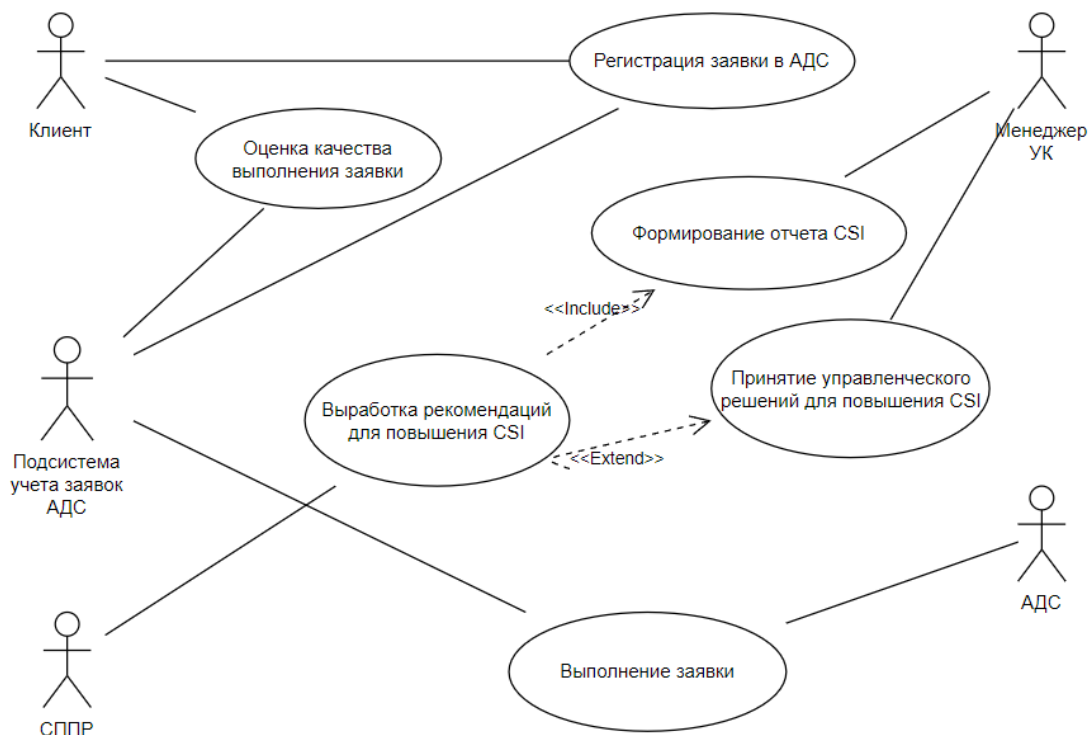 Регистрация заявки в АДС
Клиент
Менеджер
УК
Оценка качества
выполнения заявки
Формирование отчета CSI
<<Include>>
Принятие управленческого
решений для повышения CSI
Выработка рекомендаций
для повышения CSI
<<Extend>>
Подсистема
учета заявок
АДС
АДС
Выполнение заявки
СППР